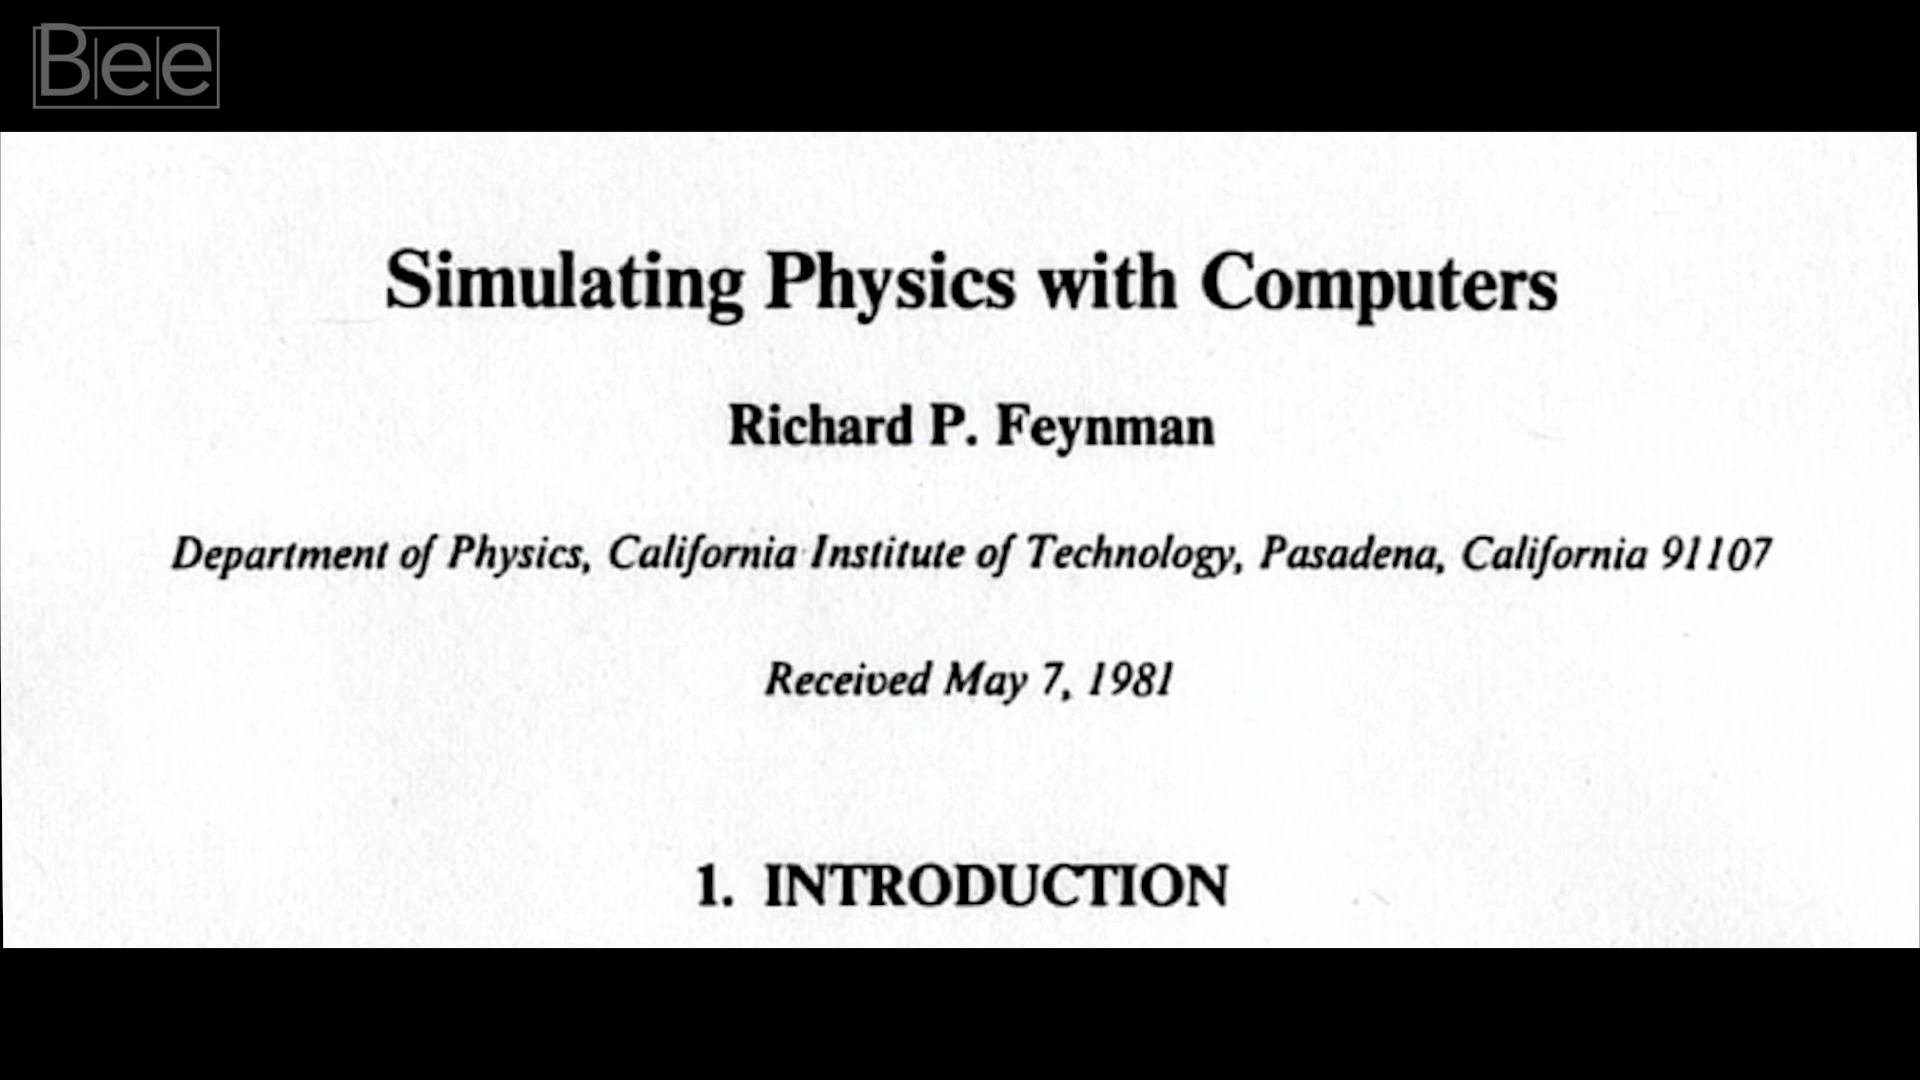 Bee
Simulating Physics with Computers
Richard P. Feynman
Department of Physics, California Institute of Technology, Pasadena, California 91107
Received May 7, 1981
1. INTRODUCTION